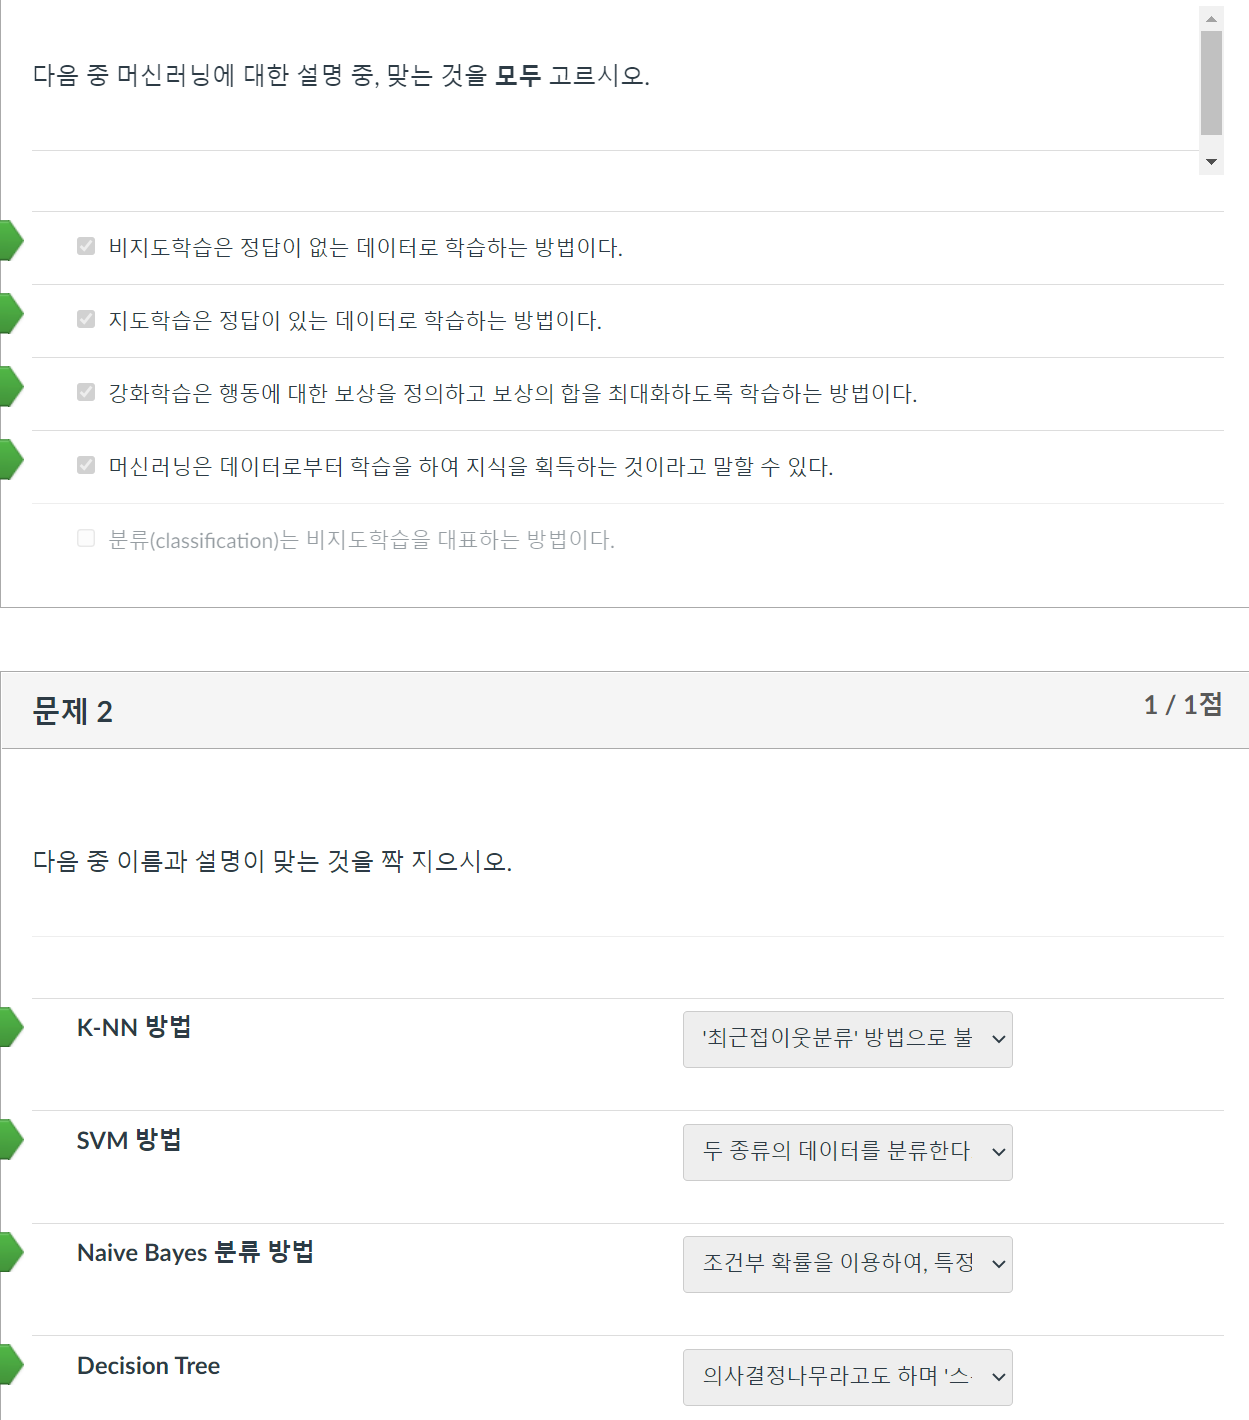 다음 중 머신러닝에 대한 설명 중, 맞는 것을 모두 고르시오.
비지도학습은 정답이 없는 데이터로 학습하는 방법이다.
지도학습은 정답이 있는 데이터로 학습하는 방법이다.
강화학습은 행동에 대한 보상을 정의하고 보상의 합을 최대화하도록 학습하는 방법이다.
머신러닝은 데이터로부터 학습을 하여 지식을 획득하는 것이라고 말할 수 있다.
분류(classification)는 비지도학습을 대표하는 방법이다.
문제 2
1 / 1점
다음 중 이름과 설명이 맞는 것을 짝 지으시오.
K-NN 방법
'최근접이웃분류' 방법으로 불
SVM 방법
두 종류의 데이터를 분류한다
Naive Bayes 분류 방법
조건부 확률을 이용하여, 특정
Decision Tree
의사결정나무라고도 하며 '스